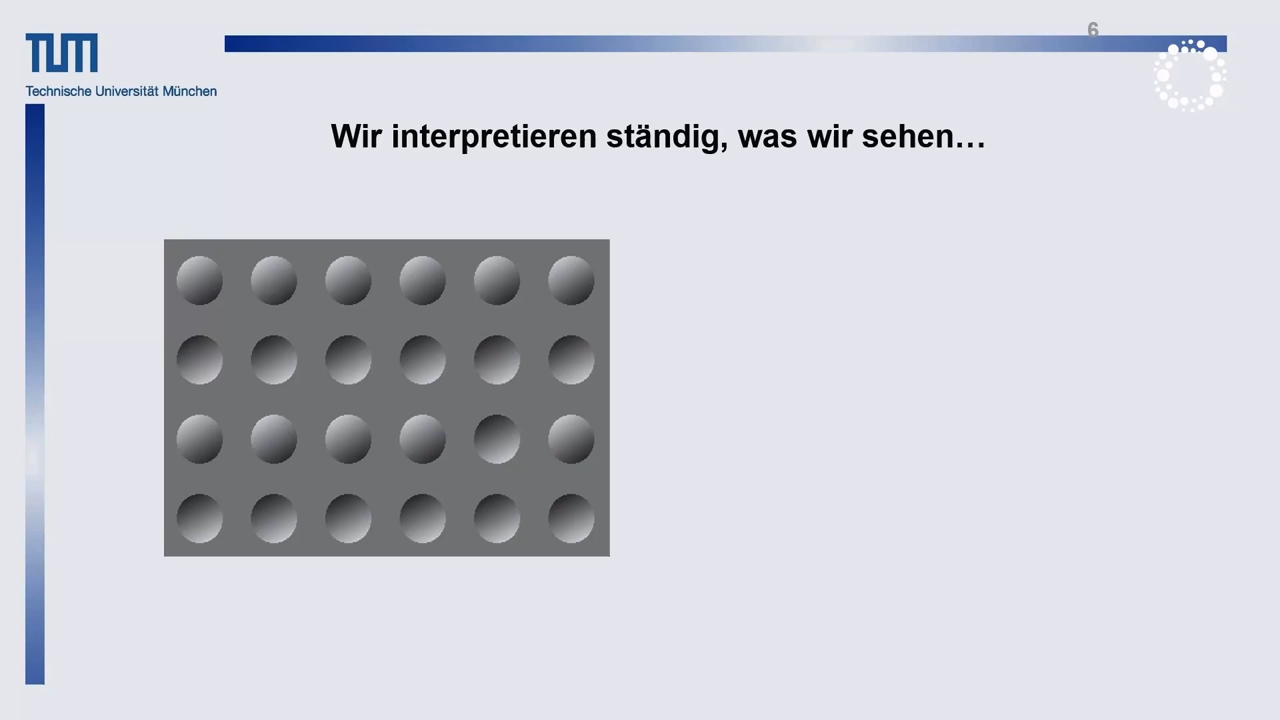 6
TUM
Technische Universität München
Wir interpretieren ständig, was wir sehen…